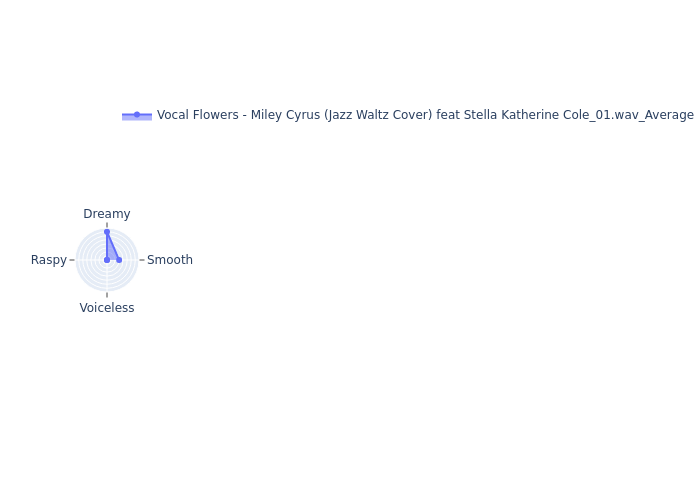 Vocal Flowers - Miley Cyrus (Jazz Waltz Cover) feat Stella Katherine Cole_01.wav_Average
Dreamy
Raspy
Smooth
Voiceless